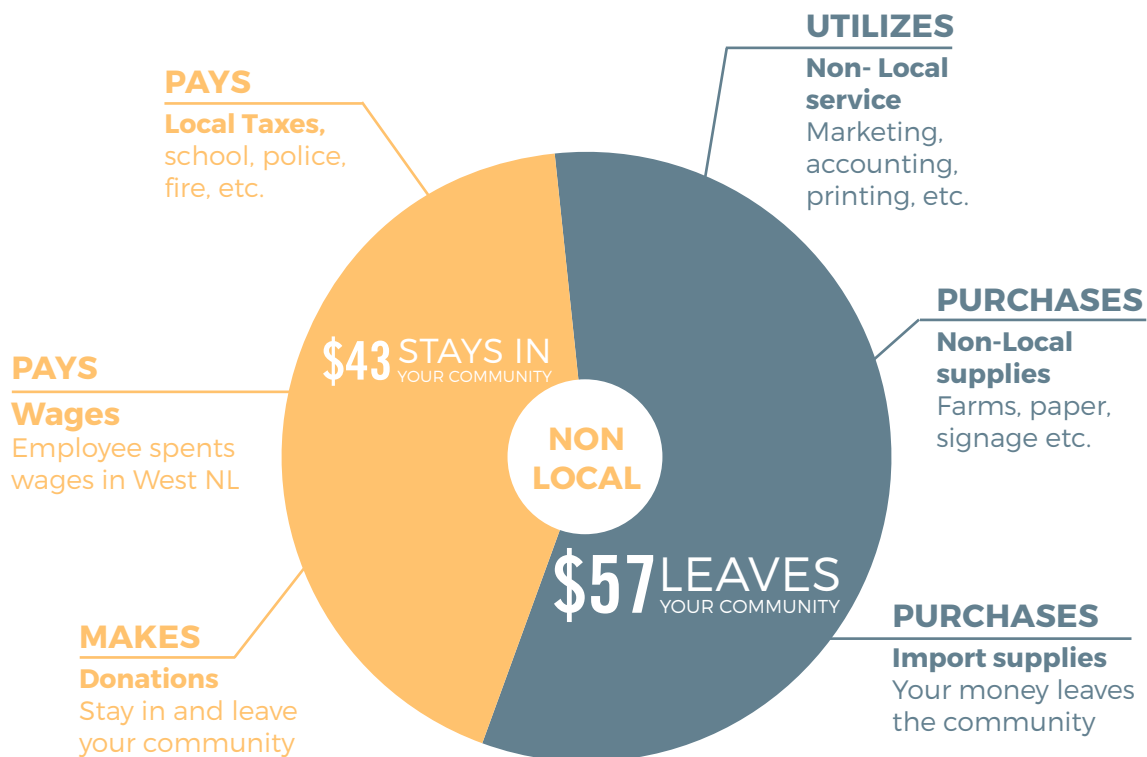 UTILIZES
Non- Local
service
Marketing,
accounting,
printing, etc.
PAYS
Local Taxes,
school, police,
fire, etc.
PURCHASES
Non-Local
supplies
Farms, paper,
signage etc.
$43 STAYS IN
YOUR COMMUNITY
PAYS
Wages
Employee spents
wages in West NL
NON
LOCAL
$57 LEAVES
YOUR COMMUNITY
PURCHASES
Import supplies
Your money leaves
the community
MAKES
Donations
Stay in and leave
your community